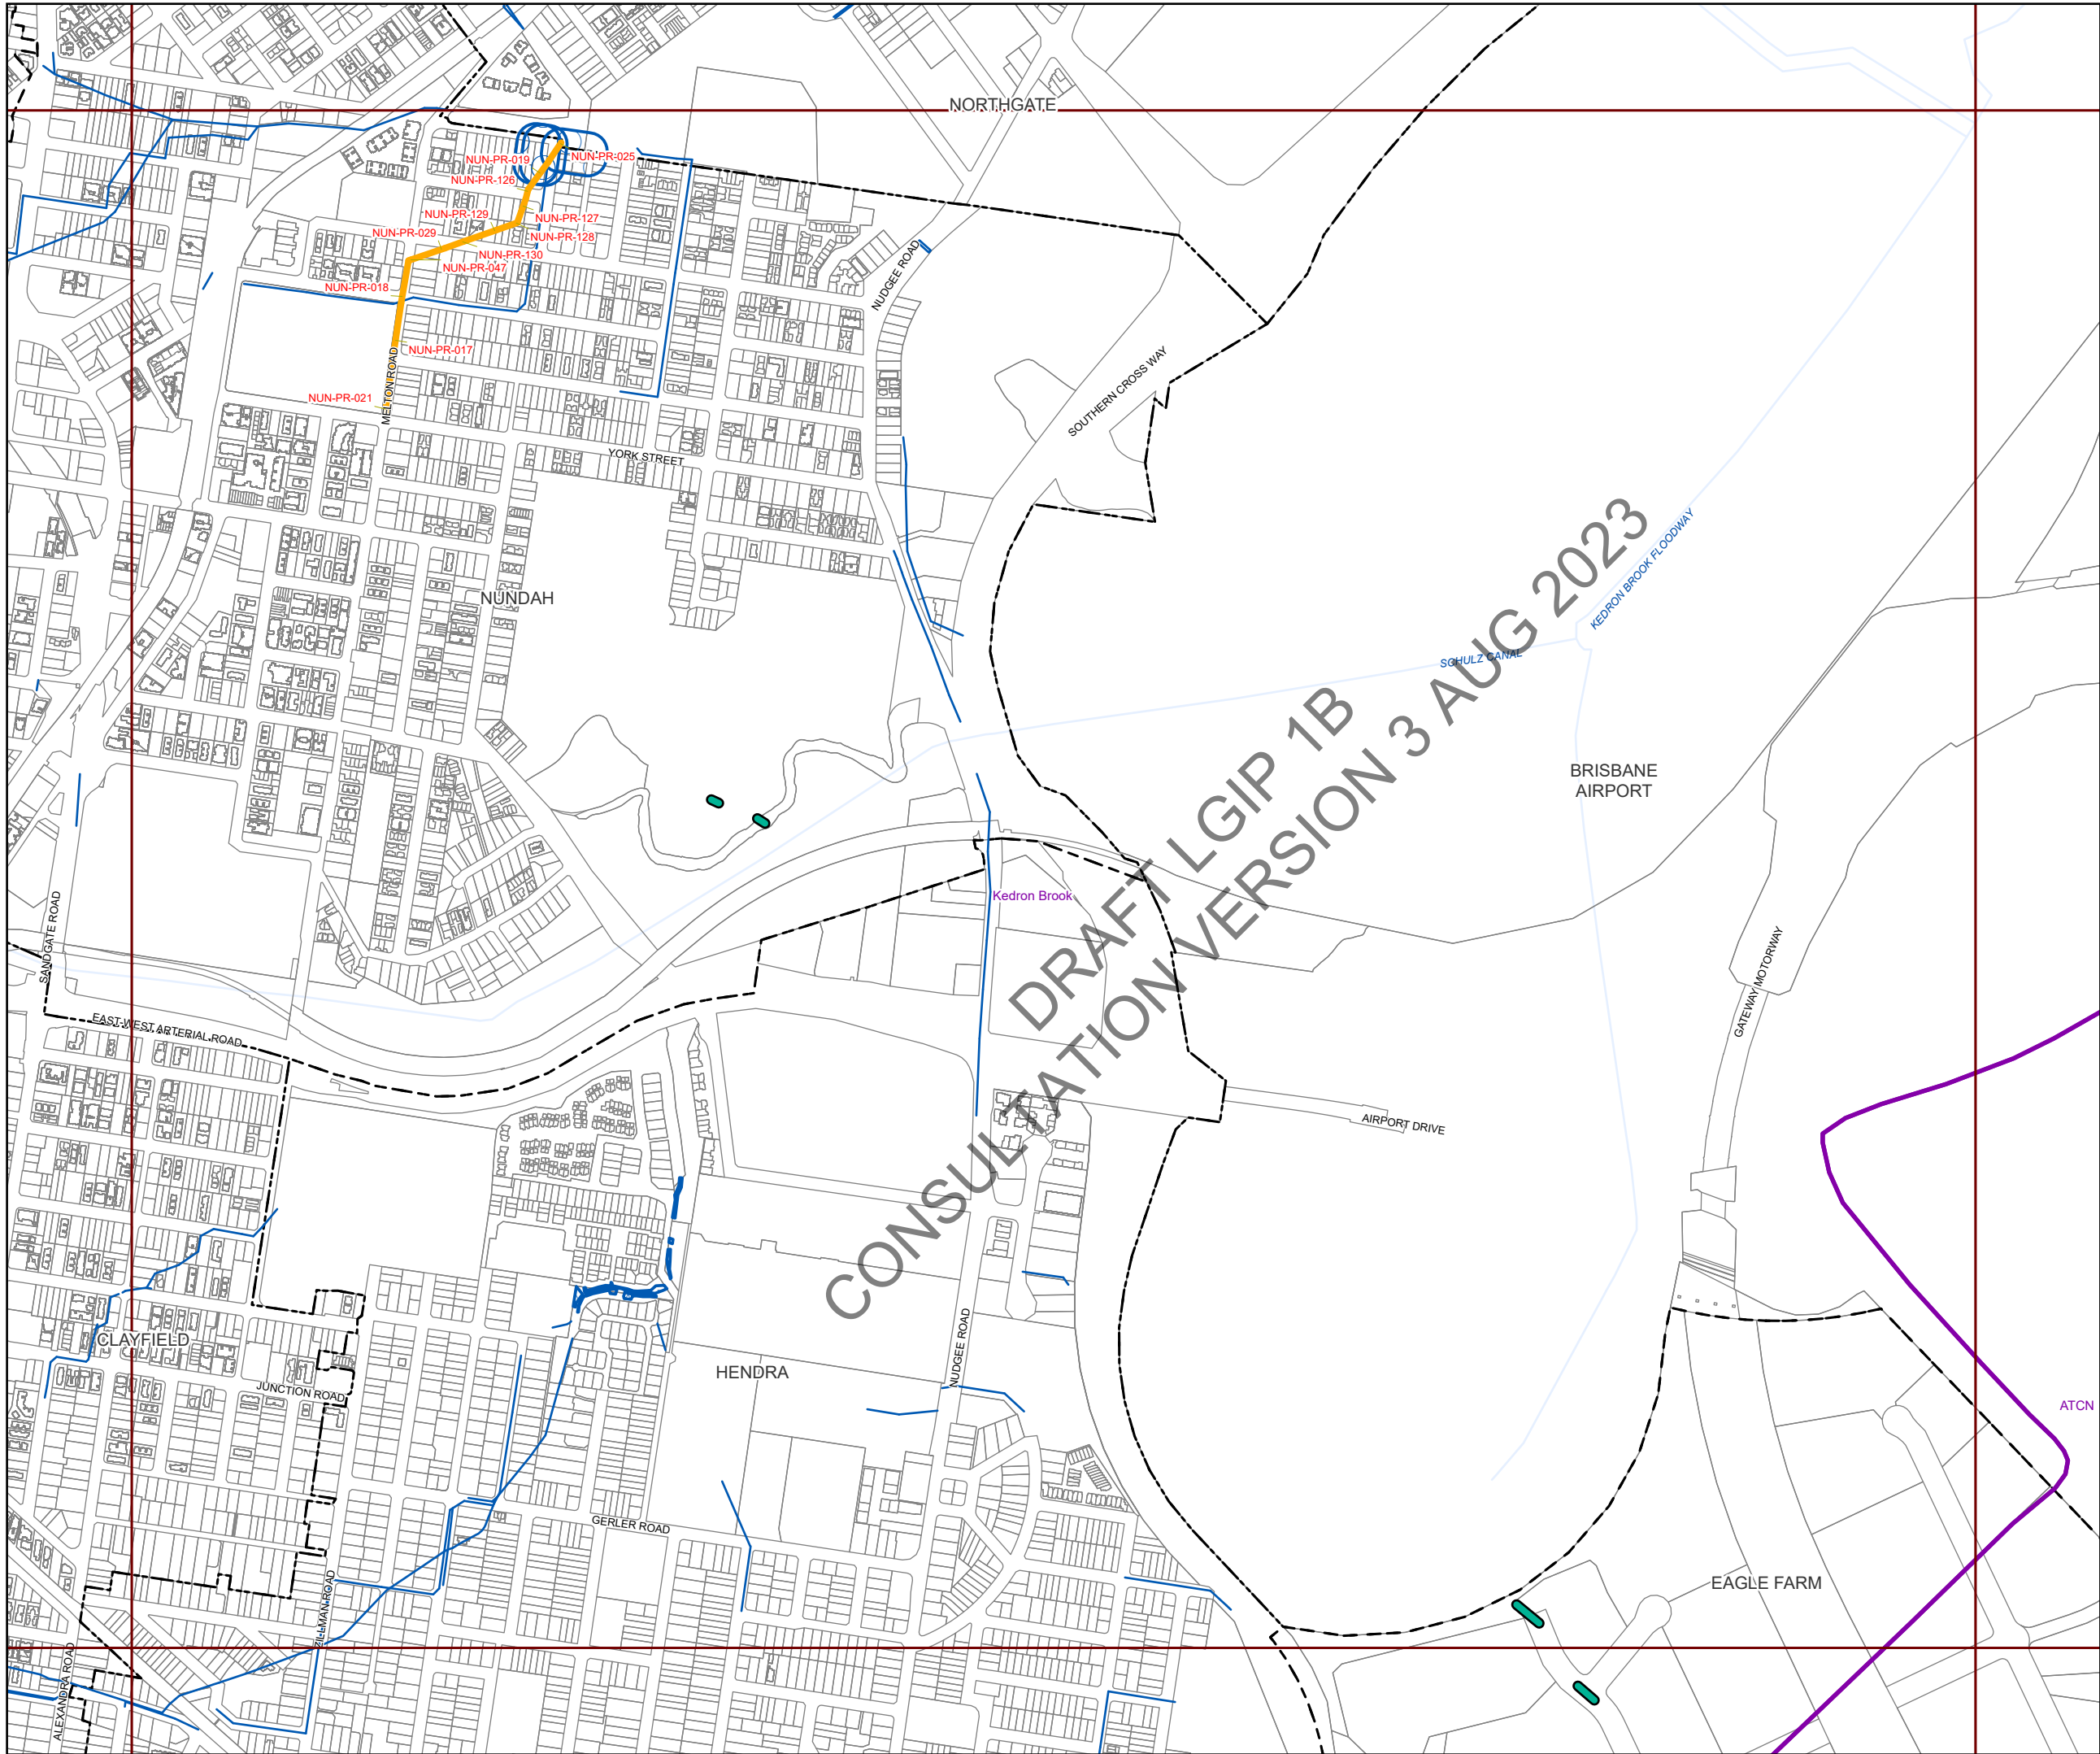 NORTHGATE
NUN-PR-019
NUN-PR-025
NUN-PR-126
NUN-PR-129
NUN-PR-127
NUN-PR-029
NUN-PR-128
NUN-PR-130
NUN-PR-047
NUN-PR-018
NUDGEE ROAD
NUN-PR-017
MELTON ROAD
NUN-PR-021
SOUTHERN CROSS WAY
YORK STREET
KEDRON BROOK FLOODWAY
NUNDAH
SCHULZ CANAL
BRISBANE
AIRPORT
DRAFT LGIP 1B
CONSULTATION VERSION 3 AUG 2023
Kedron Brook
SANDGATE ROAD
GATEWAY MOTORWAY
EAST-WEST ARTERIAL ROAD
AIRPORT DRIVE
CLAYFIELD
NUDGEE ROAD
HENDRA
JUNCTION ROAD
ATCN
GERLER ROAD
EAGLE FARM
ZILLMAN ROAD
ALEXANDRA ROAD